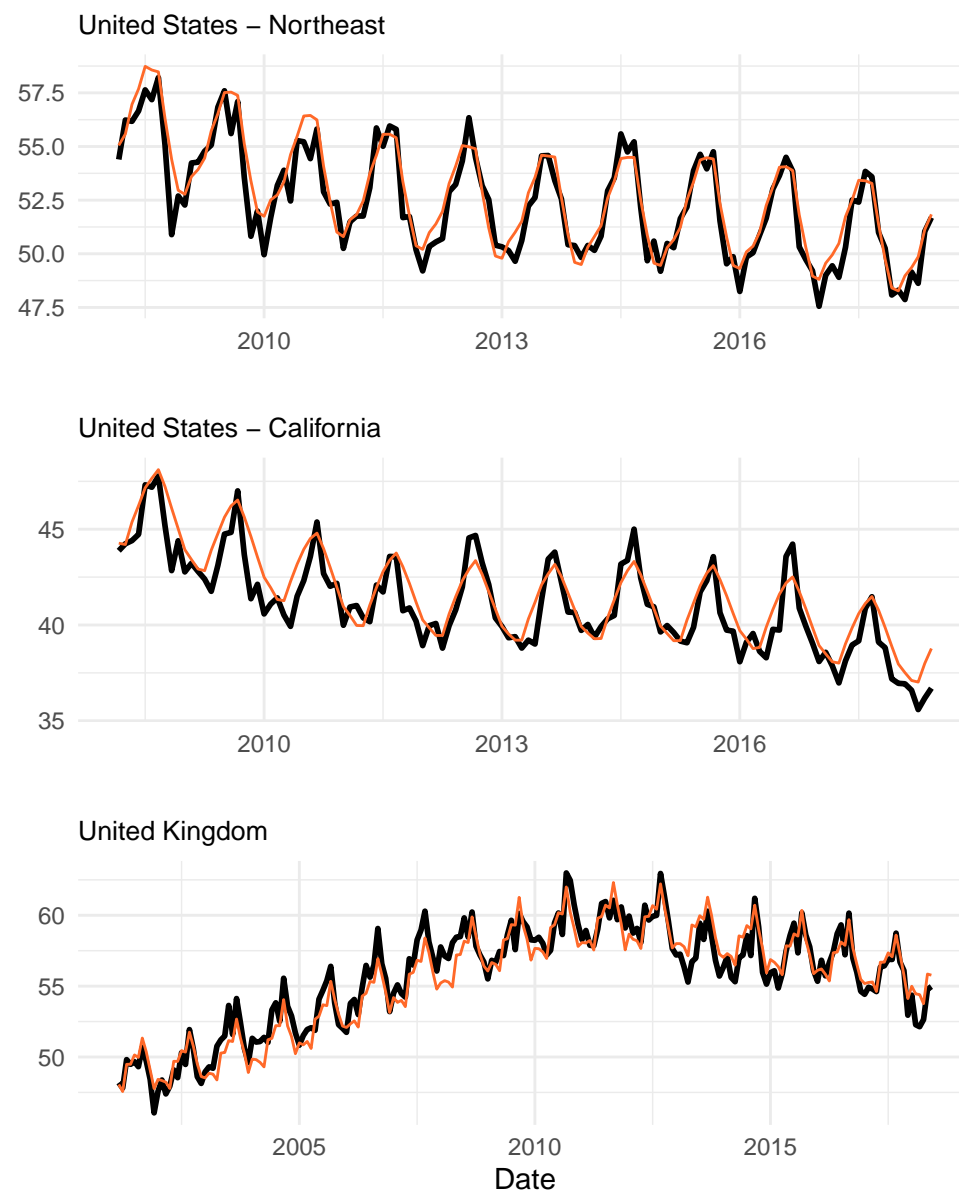 United States − Northeast
57.5
55.0
52.5
50.0
47.5
2010 2013 2016
United States − California
45
40
35
2010 2013 2016
United Kingdom
60
55
50
2005 2010 2015
Date